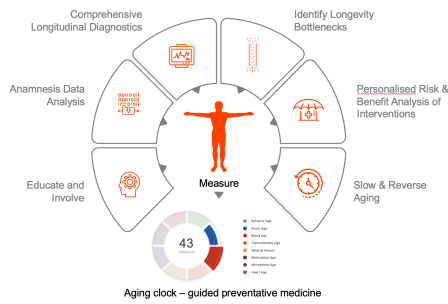 Comprehensive
Longitudinal Diagnostics
Identify Longevity
Bottlenecks
Anamnesis Data
Analysis
Personalised Risk &
Benefit Analysis of
Interventions
Educate and
Involve
Measure
Slow & Reverse
Aging
43
Behavior Age
Photo Age
Blood Age
Transcriptome Age
Medical History
Methylation Age
Microbiome Age
Heart Age
Aging clock – guided preventative medicine